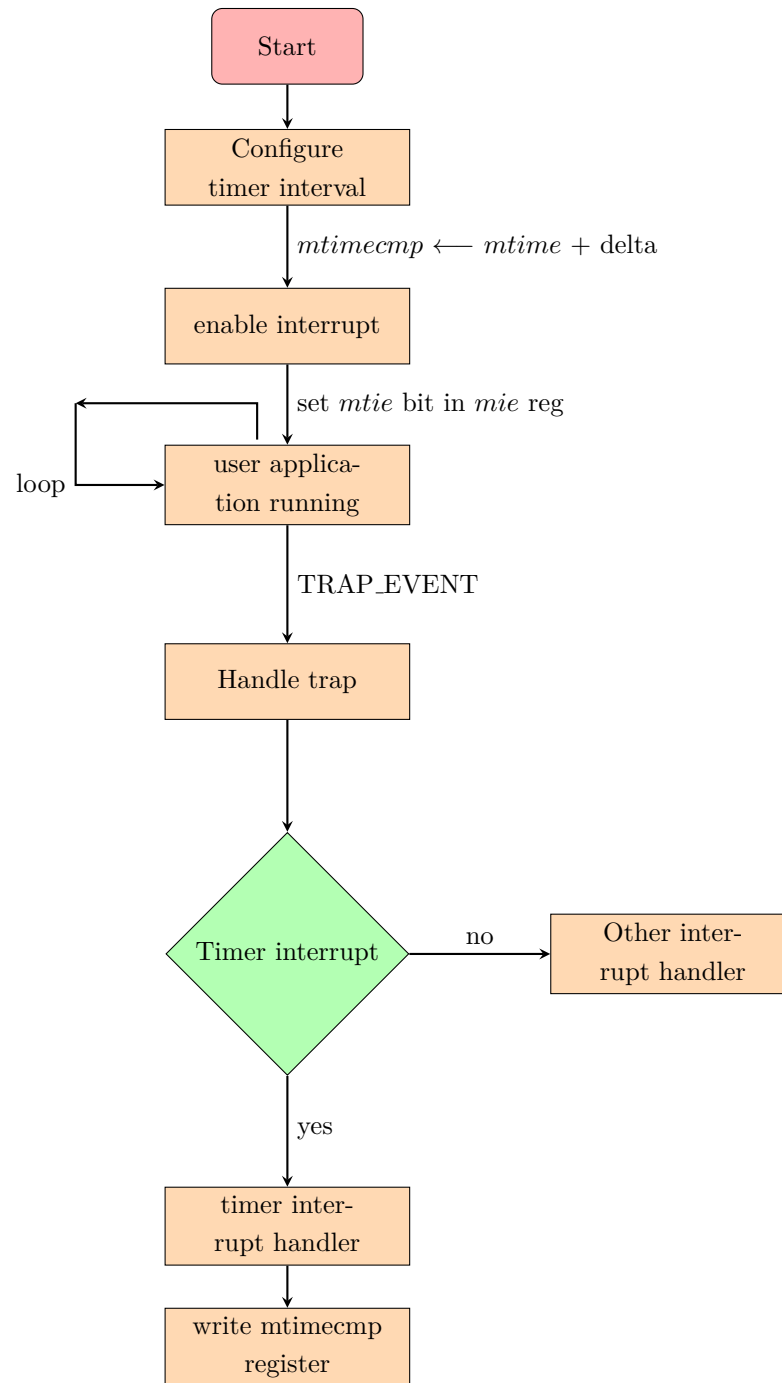 Start
Configure
timer interval
mtimecmp ⟵ mtime + delta
enable interrupt
set mtie bit in mie reg
user applica-
tion running
loop
TRAP_EVENT
Handle trap
Timer interrupt
no
Other inter-
rupt handler
yes
timer inter-
rupt handler
write mtimecmp
register